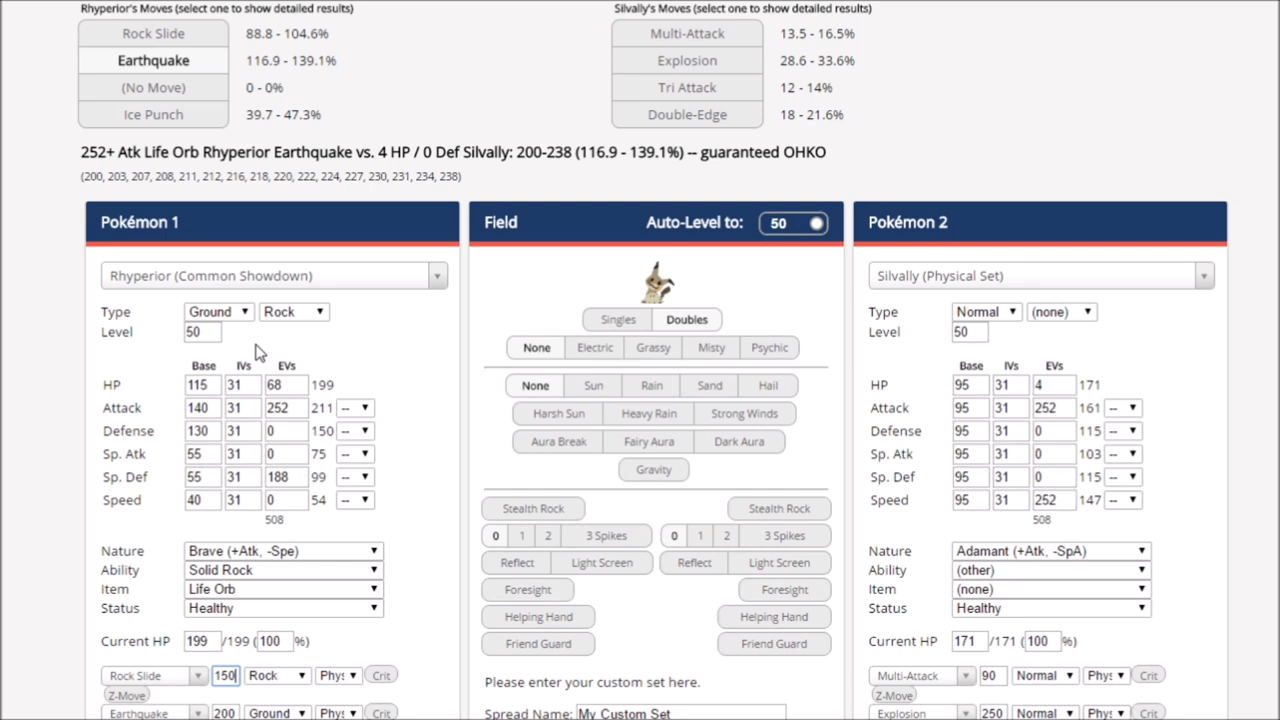 Rhyperior's Moves (select one to show detailed results) Silvally's Moves (select one to show detailed results)
Rock Slide 88.8 - 104.6% Multi-Attack 13.5 - 16.5%
Earthquake 116.9 - 139.1% Explosion 28.6 - 33.6%
(No Move) 0 - 0% Tri Attack 12 - 14%
Ice Punch 39.7 - 47.3% Double-Edge 18 - 21.6%
252+ Atk Life Orb Rhyperior Earthquake vs. 4 HP / 0 Def Silvally: 200-238 (116.9 - 139.1%) -- guaranteed OHKO
(200, 203, 207, 208, 211, 212, 216, 218, 220, 222, 224, 227, 230, 231, 234, 238)
Pokémon 1
Rhyperior (Common Showdown)
Type Ground Rock
Level 50
Base IVs EVs
HP 115 31 68 199
Attack 140 31 252 211 --
Defense 130 31 0 150 --
Sp. Atk 55 31 0 75 --
Sp. Def 55 31 188 99 --
Speed 40 31 0 54 --
508
Nature Brave (+Atk, -Spe)
Ability Solid Rock
Item Life Orb
Status Healthy
Current HP 199 /199 (100 %)
Rock Slide 150 Rock Phys Crit
Z-Move
Earthquake 200 Ground Phys Crit
Field Auto-Level to: 50
Singles Doubles
None Electric Grassy Misty Psychic
None Sun Rain Sand Hail
Harsh Sun Heavy Rain Strong Winds
Aura Break Fairy Aura Dark Aura
Gravity
Stealth Rock Stealth Rock
0 1 2 3 Spikes 0 1 2 3 Spikes
Reflect Light Screen Reflect Light Screen
Foresight Foresight
Helping Hand Helping Hand
Friend Guard Friend Guard
Please enter your custom set here.
Spread Name: My Custom Set
Pokémon 2
Silvally (Physical Set)
Type Normal (none)
Level 50
Base IVs EVs
HP 95 31 4 171
Attack 95 31 252 161 --
Defense 95 31 0 115 --
Sp. Atk 95 31 0 103 --
Sp. Def 95 31 0 115 --
Speed 95 31 252 147 --
508
Nature Adamant (+Atk, -SpA)
Ability (other)
Item (none)
Status Healthy
Current HP 171 /171 (100 %)
Multi-Attack 90 Normal Phys Crit
Z-Move
Explosion 250 Normal Phys Crit